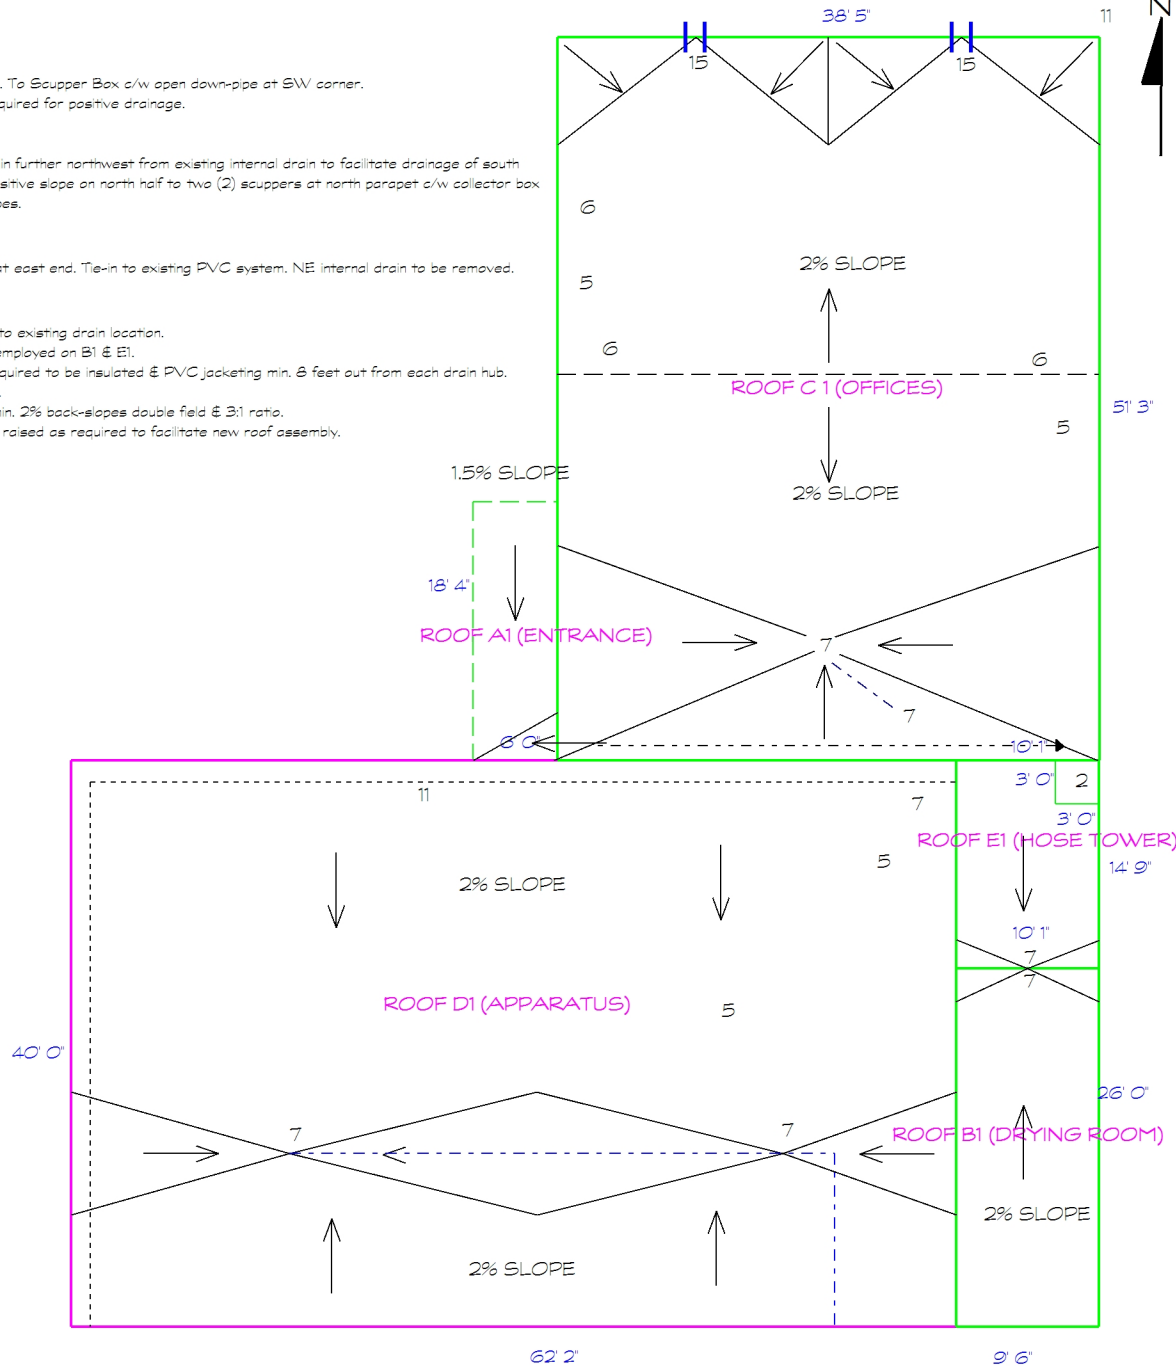 38' 5"
11
N
. To Scupper Box c/w open down-pipe at SW corner.
quired for positive drainage.
15
15
in further northwest from existing internal drain to facilitate drainage of south
sitive slope on north half to two (2) scuppers at north parapet c/w collector box
pes.
6
at east end. Tie-in to existing PVC system. NE internal drain to be removed.
2% SLOPE
5
to existing drain location.
employed on B1 & E1.
6
6
quired to be insulated & PVC jacketing min. 8 feet out from each drain hub.
ROOF C 1 (OFFICES)
nin. 2% back-slopes double field & 3:1 ratio.
51' 3"
raised as required to facilitate new roof assembly.
5
1.5% SLOPE
2% SLOPE
18' 4"
ROOF A1 (ENTRANCE)
7
7
6' 0"
10'-1"
3' 0"
2
11
7
3' 0"
ROOF E1 (HOSE TOWER)
5
14' 9"
2% SLOPE
10' 1"
7
7
ROOF D1 (APPARATUS)
5
40' 0"
26' 0"
7
7
ROOF B1 (DRYING ROOM)
2% SLOPE
2% SLOPE
62' 2"
9' 6"